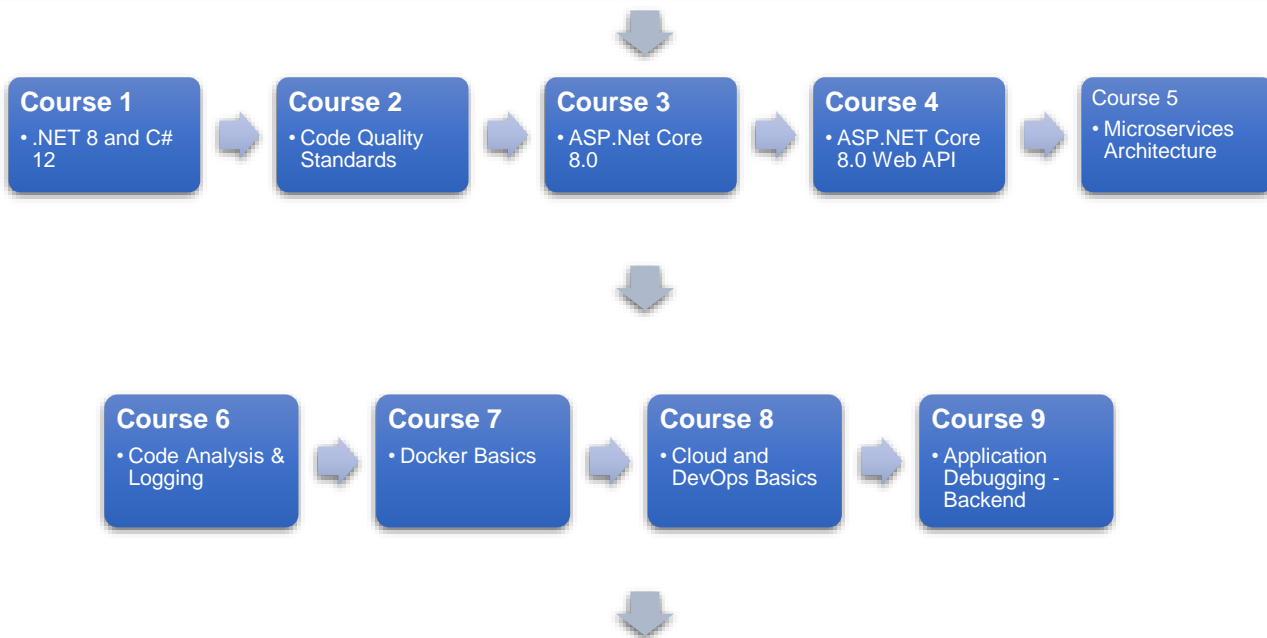 Course 1
• .NET 8 and C#
12
Course 2
• Code Quality
Standards
Course 3
• ASP.Net Core
8.0
Course 4
• ASP.NET Core
8.0 Web API
Course 5
• Microservices
Architecture
Course 6
• Code Analysis &
Logging
Course 7
• Docker Basics
Course 8
• Cloud and
DevOps Basics
Course 9
• Application
Debugging -
Backend